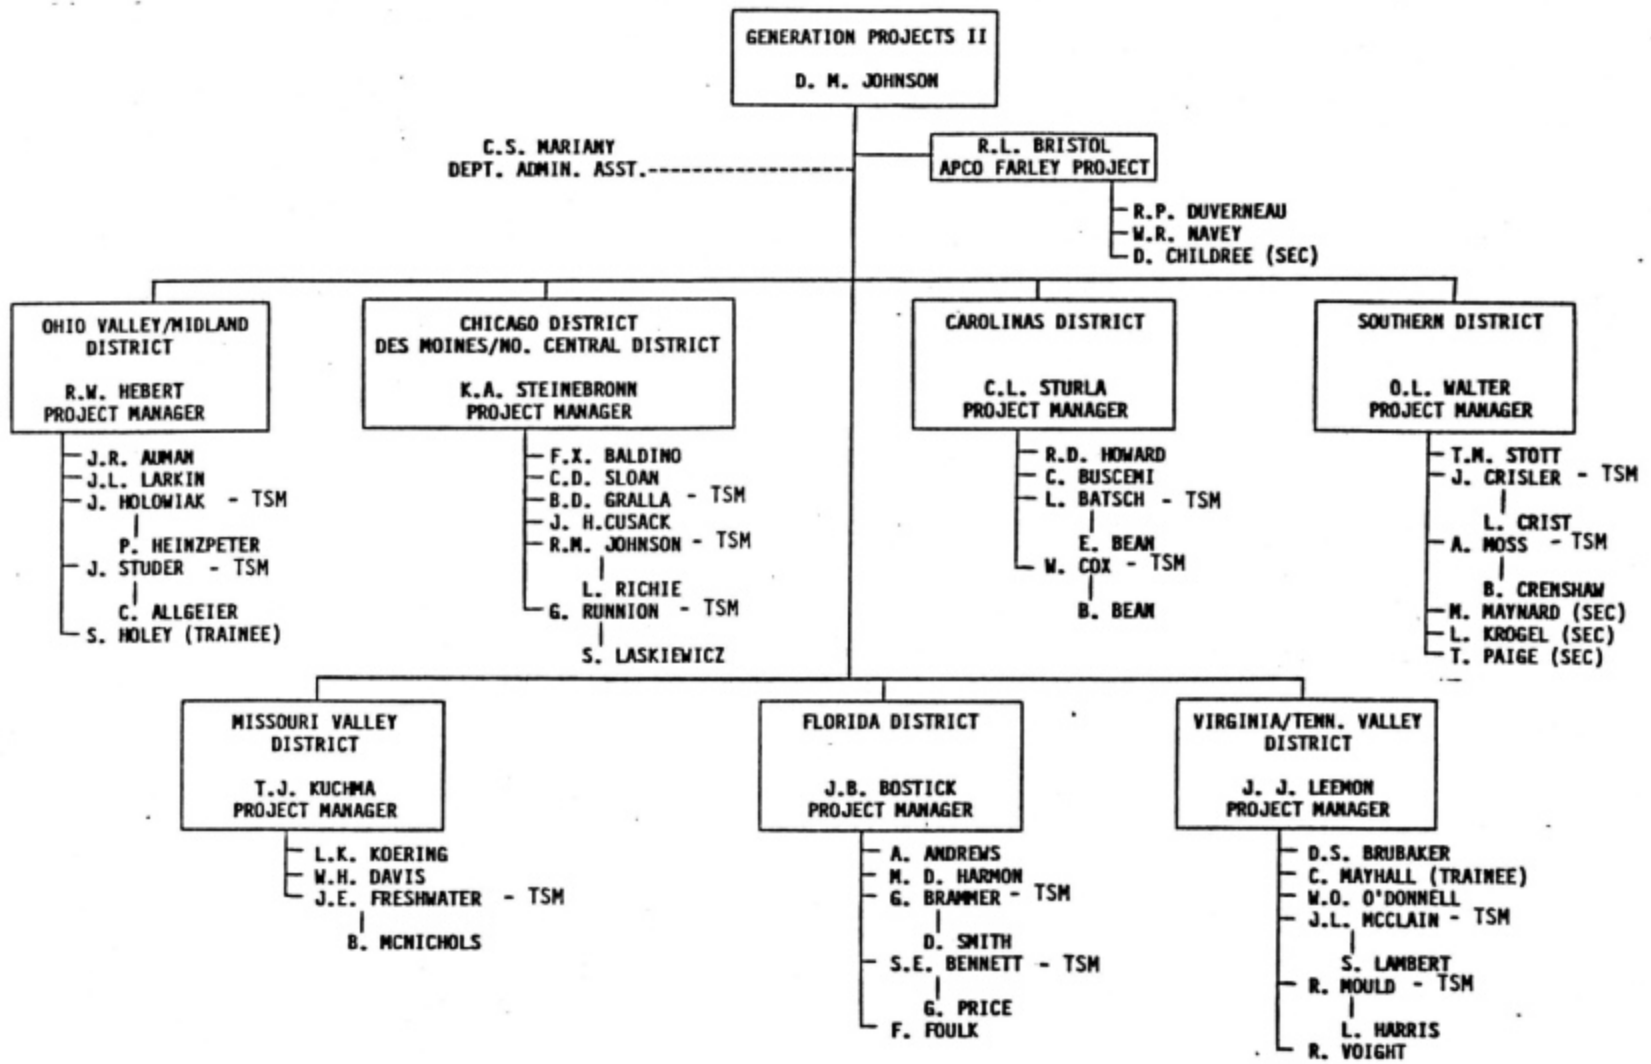 GENERATION PROJECTS II
D. M. JOHNSON
C.S. MARIANY
DEPT. ADMIN. ASST.
R.L. BRISTOL
APCO FARLEY PROJECT
R.P. DUVERNEAU
W.R. NAVEY
D. CHILDREE (SEC)
OHIO VALLEY/MIDLAND
DISTRICT
R.W. HEBERT
PROJECT MANAGER
J.R. AUMAN
J.L. LARKIN
J. HOLOWIAK - TSM
P. HEINZPETER
J. STUDER - TSM
C. ALLGEIER
S. HOLEY (TRAINEE)
CHICAGO DISTRICT
DES MOINES/NO. CENTRAL DISTRICT
K.A. STEINEBRONN
PROJECT MANAGER
F.X. BALDINO
C.D. SLOAN
B.D. GRALLA - TSM
J. H.CUSACK
R.M. JOHNSON - TSM
L. RICHIE
G. RUNNION - TSM
S. LASKIEWICZ
CAROLINAS DISTRICT
C.L. STURLA
PROJECT MANAGER
R.D. HOWARD
C. BUSCEMI
L. BATSCH - TSM
E. BEAN
W. COX - TSM
B. BEAN
SOUTHERN DISTRICT
O.L. WALTER
PROJECT MANAGER
T.M. STOTT
J. CRISLER - TSM
L. CRIST
A. MOSS - TSM
B. CRENSHAW
M. MAYNARD (SEC)
L. KROGEL (SEC)
T. PAIGE (SEC)
MISSOURI VALLEY
DISTRICT
T.J. KUCHMA
PROJECT MANAGER
L.K. KOERING
W.H. DAVIS
J.E. FRESHWATER - TSM
B. MCNICHOLS
FLORIDA DISTRICT
J.B. BOSTICK
PROJECT MANAGER
A. ANDREWS
M. D. HARMON
G. BRAMMER - TSM
D. SMITH
S.E. BENNETT - TSM
G. PRICE
F. FOULK
VIRGINIA/TENN. VALLEY
DISTRICT
J. J. LEEMON
PROJECT MANAGER
D.S. BRUBAKER
C. MAYHALL (TRAINEE)
W.O. O'DONNELL
J.L. MCCLAIN - TSM
S. LAMBERT
R. MOULD - TSM
L. HARRIS
R. VOIGHT